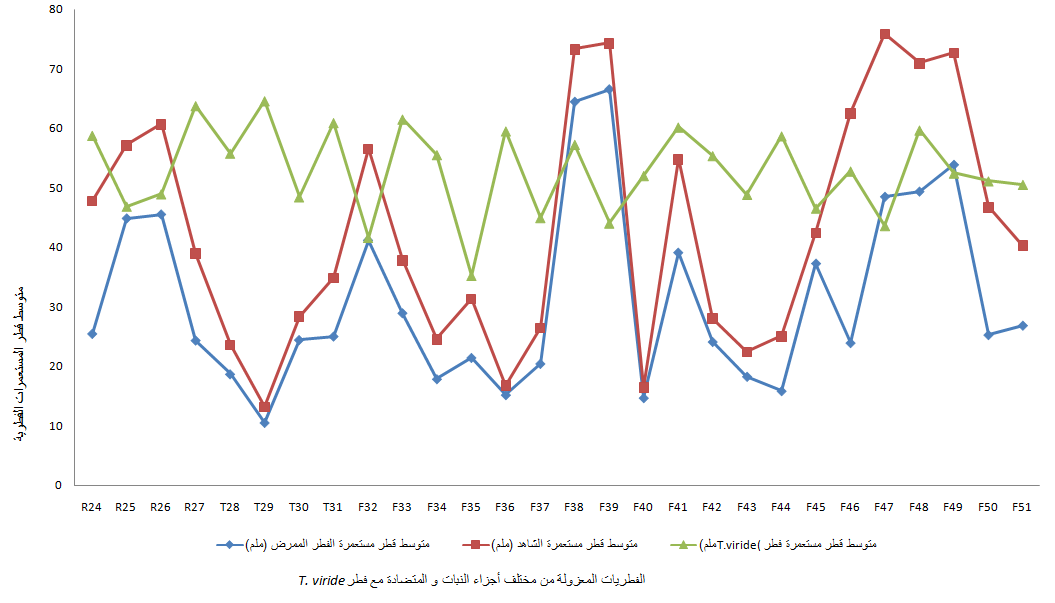 80
70
60
50
40
30
20
10
0
متوسط قطر المستعمرات الفطرية
R24 R25 R26 R27 T28 T29 T30 T31 F32 F33 F34 F35 F36 F37 F38 F39 F40 F41 F42 F43 F44 F45 F46 F47 F48 F49 F50 F51
متوسط قطر مستعمرة الفطر الممرض (ملم) متوسط قطر مستعمرة الشاهد (ملم) متوسط قطر مستعمرة فطر T.viride(ملم)
الفطريات المعزولة من مختلف أجزاء النبات و المتضادة مع فطر T. viride